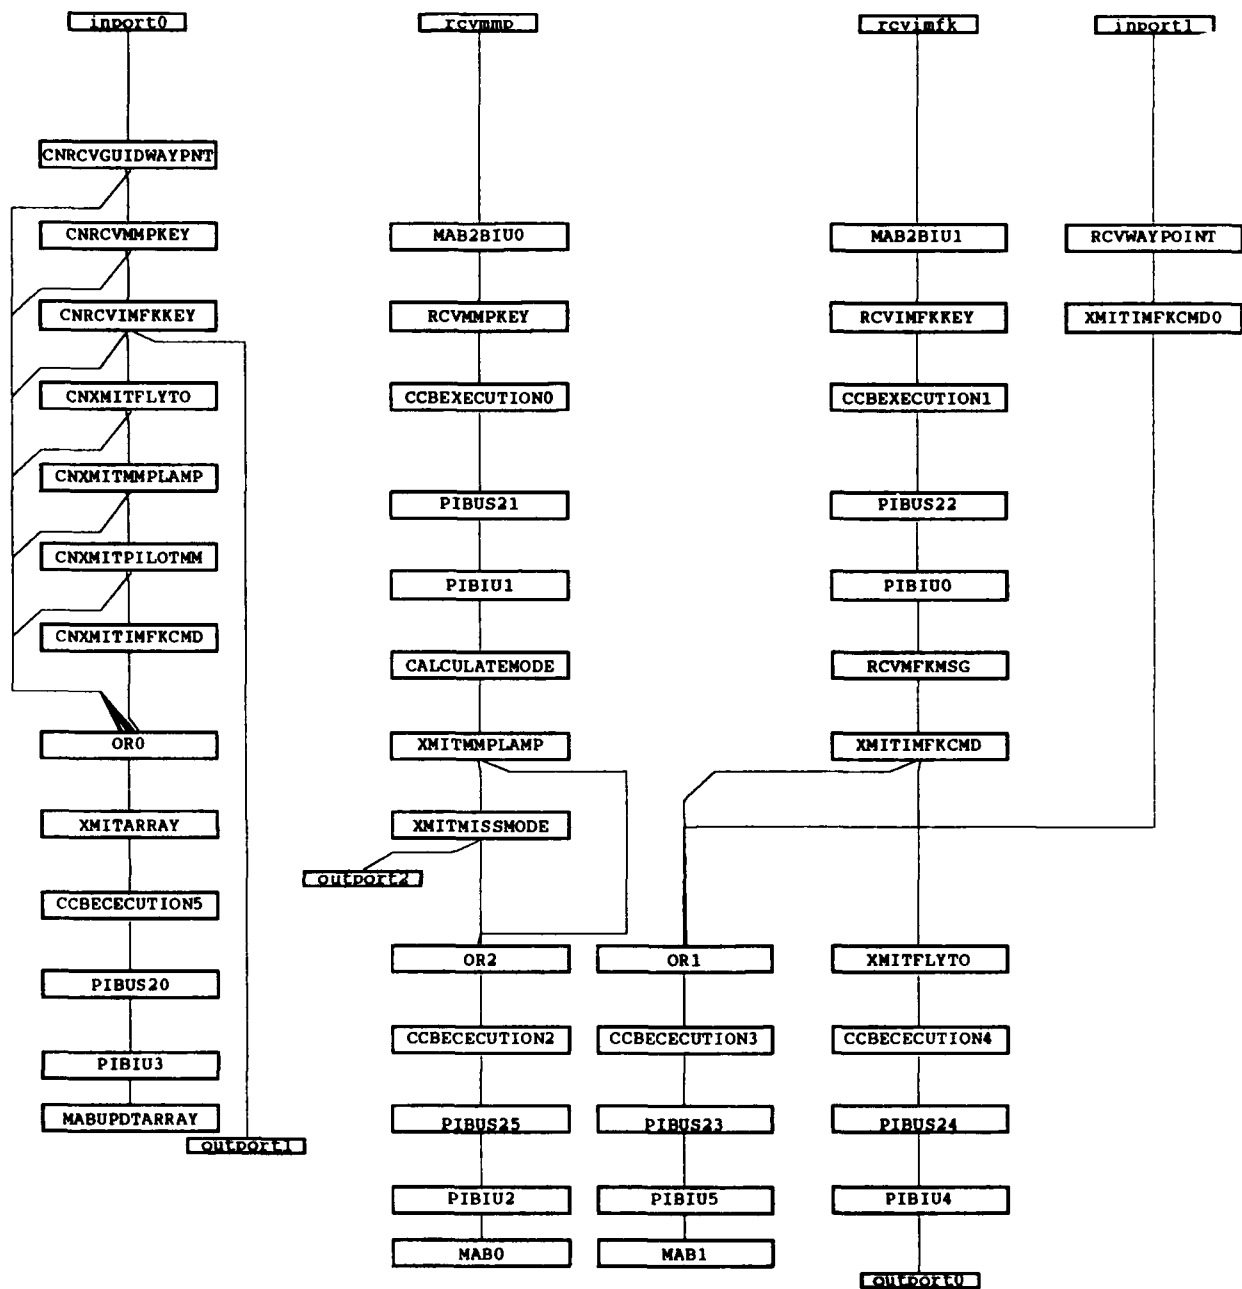 inport0
rcvmmp
rcvimfk
inport1
CNRCVGUIDWAYPNT
CNRCVMMPKEY
MAB2BIU0
MAB2BIU1
RCVWAYPOINT
CNRCVIMFKKEY
RCVMMPKEY
RCVIMFKKEY
XMITIMFKCMD0
CNXMITFLYTO
CCBEXECUTION0
CCBEXECUTION1
CNXMITMMPLAMP
PIBUS21
PIBUS22
CNXMITPILOTMM
PIBIU1
PIBIU0
CNXMITIMFKCMD
CALCULATEMODE
RCVMFKMSG
OR0
XMITMMPLAMP
XMITIMFKCMD
XMITARRAY
XMITMISSMODE
outport2
CCBECECUTION5
OR2
OR1
XMITFLYTO
PIBUS20
CCBECECUTION2
CCBECECUTION3
CCBECECUTION4
PIBIU3
MABUPDTARRAY
PIBUS25
PIBUS23
PIBUS24
outport1
PIBIU2
PIBIU5
PIBIU4
MAB0
MAB1
outport0